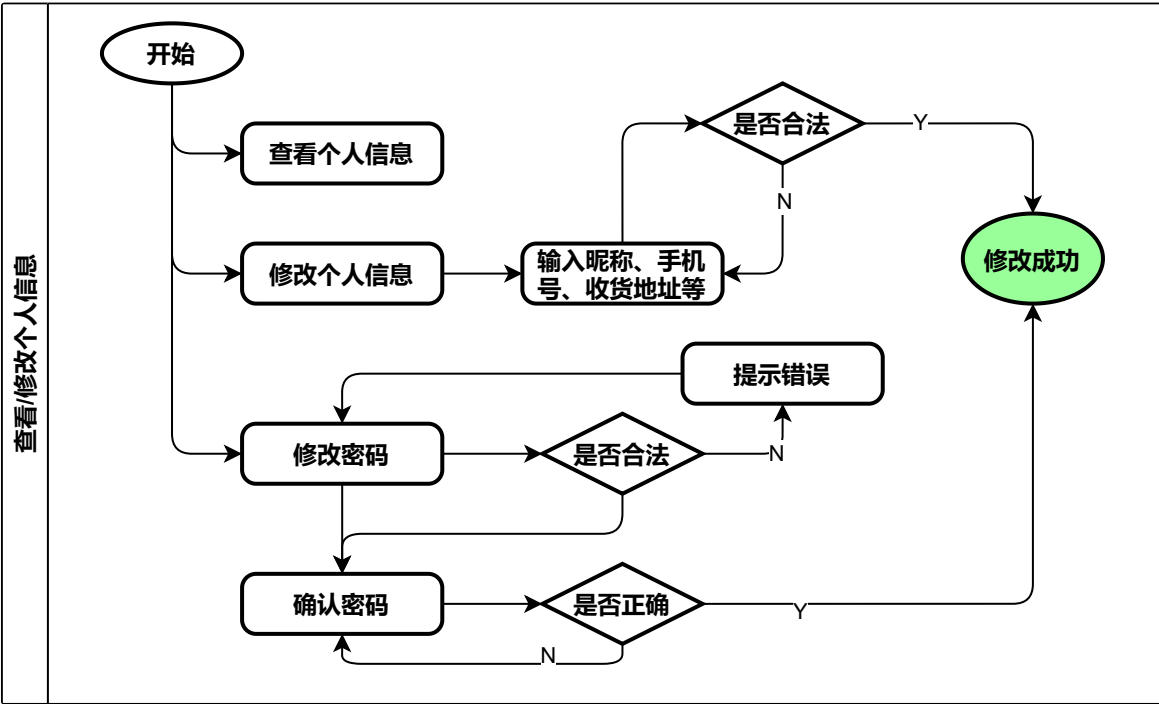 查看/修改个人信息
开始
查看个人信息
是否合法
Y
N
修改个人信息
输入昵称、手机
号、收货地址等
修改成功
提示错误
修改密码
是否合法
N
确认密码
是否正确
Y
N